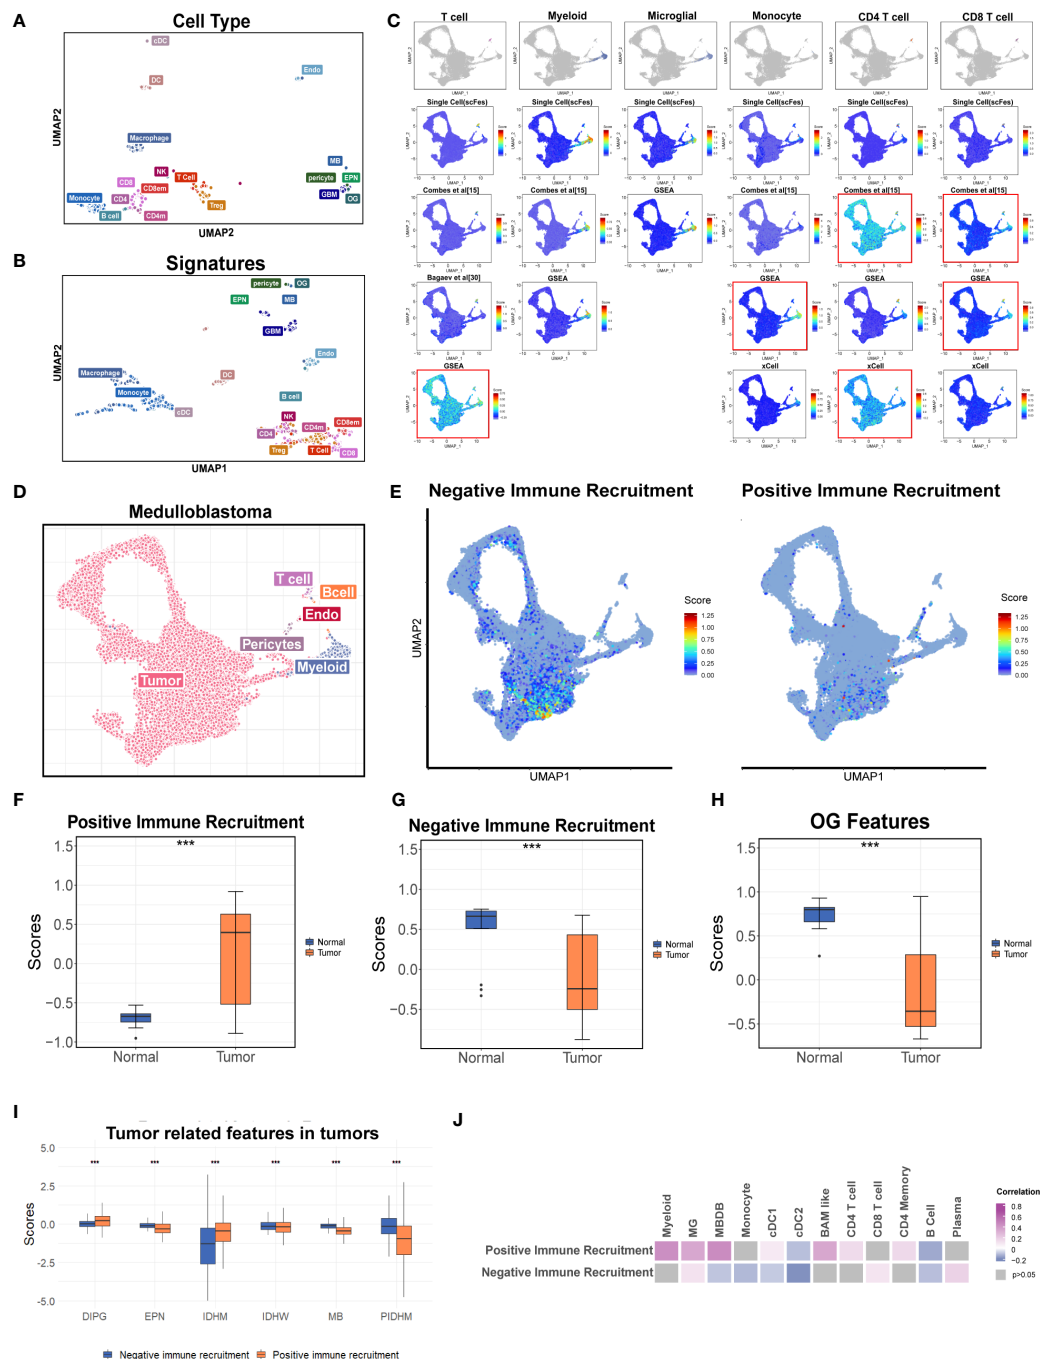 A
Cell Type
cDC
DC
Endo
Macrophage
NK
T Cell
CD8
CD8em
Monocyte
CD4
Treg
B cell
CD4m
MB
pericyte
EPN
GBM
OG
UMAP2
UMAP2
B
Signatures
pericyte
OG
EPN
MB
GBM
Endo
Macrophage
DC
Monocyte
cDC
B cell
NK
CD8em
CD4
CD4m
Treg
T Cell
CD8
UMAP2
UMAP1
C
T cell
Myeloid
Microglial
Monocyte
CD4 T cell
CD8 T cell
Single Cell(scFes)
Single Cell(scFes)
Single Cell(scFes)
Single Cell(scFes)
Single Cell(scFes)
Single Cell(scFes)
Combes et al[15]
Combes et al[15]
GSEA
Combes et al[15]
Combes et al[15]
Combes et al[15]
Bagaev et al[30]
GSEA
GSEA
GSEA
GSEA
GSEA
xCell
xCell
xCell
D
Medulloblastoma
T cell
Bcell
Endo
Pericytes
Myeloid
Tumor
E
Negative Immune Recruitment
Positive Immune Recruitment
Score
1.25
1.00
0.75
0.50
0.25
0.00
Score
1.25
1.00
0.75
0.50
0.25
0.00
UMAP2
UMAP1
UMAP1
F
Positive Immune Recruitment
***
1.5
1.0
0.5
0.0
−0.5
−1.0
Scores
Normal
Tumor
Normal
Tumor
G
Negative Immune Recruitment
***
1.5
1.0
0.5
0.0
−0.5
Scores
Normal
Tumor
Normal
Tumor
H
OG Features
***
1.5
1.0
0.5
0.0
−0.5
Scores
Normal
Tumor
Normal
Tumor
I
Tumor related features in tumors
*** *** *** *** *** ***
5.0
2.5
0.0
-2.5
-5.0
Scores
DIPG EPN IDHM IDHW MB PIDHM
Negative immune recruitment
Positive immune recruitment
J
Myeloid
MG
MBDB
Monocyte
cDC1
cDC2
BAM like
CD4 T cell
CD8 T cell
CD4 Memory
B Cell
Plasma
Positive Immune Recruitment
Negative Immune Recruitment
Correlation
0.8
0.6
0.4
0.2
0
−0.2
p>0.05